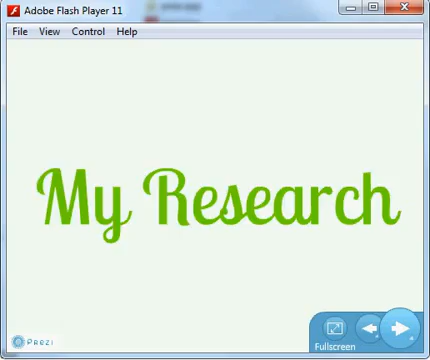 Adobe Flash Player 11
File View Control Help
My Research
Fullscreen
Prezi